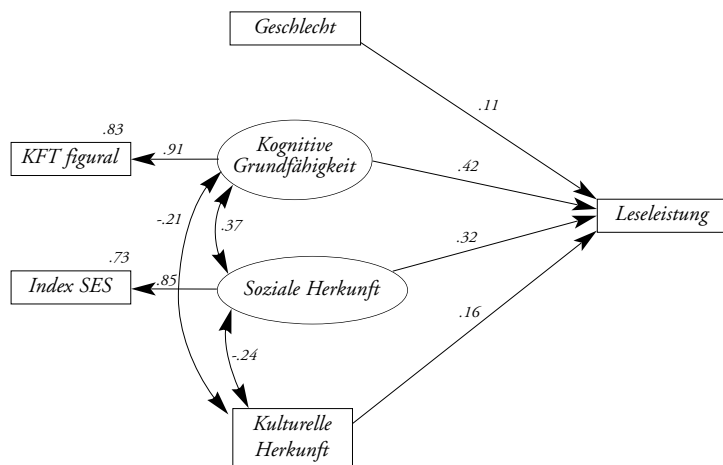 Geschlecht
.11
.83
KFT figural
.91
Kognitive
Grundfähigkeit
.42
-.21
.37
Leseleistung
.32
.73
Index SES
.85
Soziale Herkunft
.16
-.24
Kulturelle
Herkunft